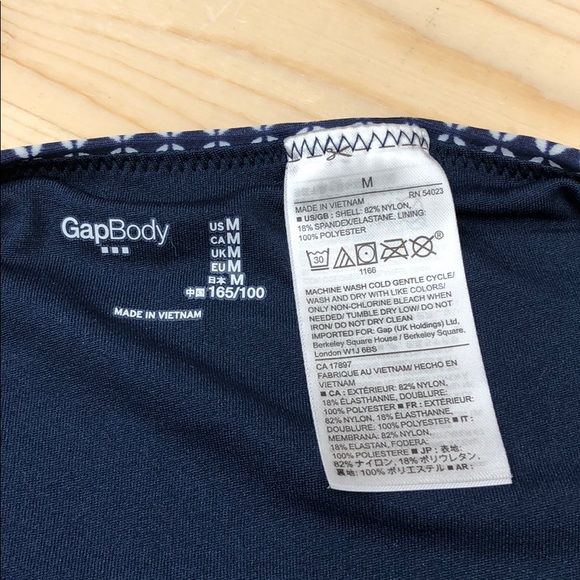 GapBody
US M
CA M
UK M
EU M
日本 M
中国 165/100
MADE IN VIETNAM
M
MADE IN VIETNAM RN 54023
■ US/GB : SHELL: 82% NYLON,
18% SPANDEX/ELASTANE, LINING:
100% POLYESTER
30
1166
MACHINE WASH COLD GENTLE CYCLE/
WASH AND DRY WITH LIKE COLORS/
ONLY NON-CHLORINE BLEACH WHEN
NEEDED/ TUMBLE DRY LOW/ DO NOT
IRON/ DO NOT DRY CLEAN
IMPORTED BY: Gap (UK Holdings) Ltd,
Berkeley Square House / Berkeley Square,
London W1J 6BS
CA 17897
FABRIQUÉ AU VIETNAM/ HECHO EN
VIETNAM
■ CA : EXTÉRIEUR: 82% NYLON,
18% ÉLASTHANNE, DOUBLURE:
100% POLYESTER ■ FR : EXTÉRIEUR:
82% NYLON, 18% ÉLASTHANNE,
DOUBLURE: 100% POLYESTER ■ IT :
MEMBRANA: 82% NYLON,
18% ELASTAN, FODERA:
100% POLIESTERE ■ JP : 表地:
82% ナイロン, 18% ポリウレタン,
裏地: 100% ポリエステル ■ AR :